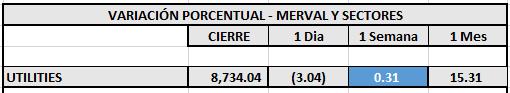 VARIACIÓN PORCENTUAL - MERVAL Y SECTORES
CIERRE 1 Dia 1 Semana 1 Mes
UTILITIES 8,734.04 (3.04) 0.31 15.31